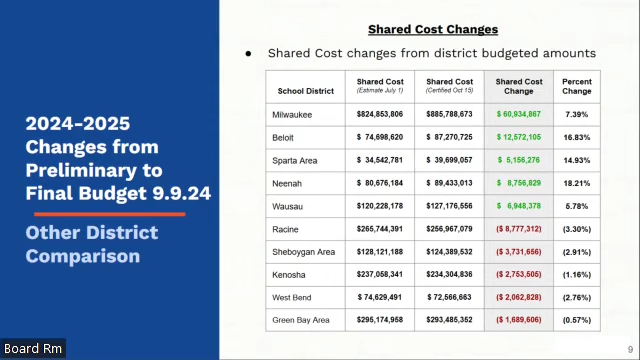 2024-2025
Changes from
Preliminary to
Final Budget 9.9.24
Other District
Comparison
Shared Cost Changes
● Shared Cost changes from district budgeted amounts
School District Shared Cost (Estimate July 1) Shared Cost (Certified Oct 15) Shared Cost Change Percent Change
Milwaukee $824,853,806 $885,788,673 $ 60,934,867 7.39%
Beloit $ 74,698,620 $ 87,270,725 $ 12,572,105 16.83%
Sparta Area $ 34,542,781 $ 39,699,057 $ 5,156,276 14.93%
Neenah $ 80,676,184 $ 89,433,013 $ 8,756,829 18.21%
Wausau $120,228,178 $127,176,556 $ 6,948,378 5.78%
Racine $265,744,391 $256,967,079 ($ 8,777,312) (3.30%)
Sheboygan Area $128,121,188 $124,389,532 ($ 3,731,656) (2.91%)
Kenosha $237,058,341 $234,304,836 ($ 2,753,505) (1.16%)
West Bend $ 74,629,491 $ 72,566,663 ($ 2,062,828) (2.76%)
Green Bay Area $295,174,958 $293,485,352 ($ 1,689,606) (0.57%)
Board Rm
9